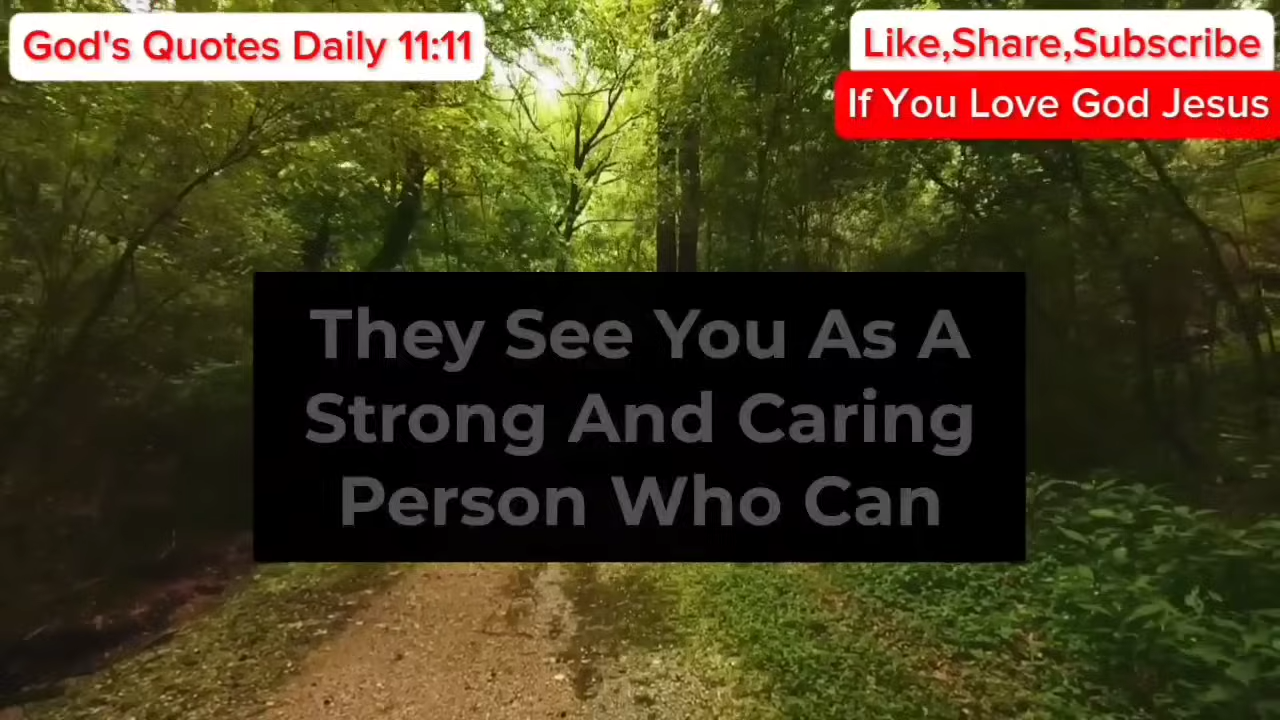 God's Quotes Daily 11:11
Like,Share,Subscribe
If You Love God Jesus
They See You As A
Strong And Caring
Person Who Can